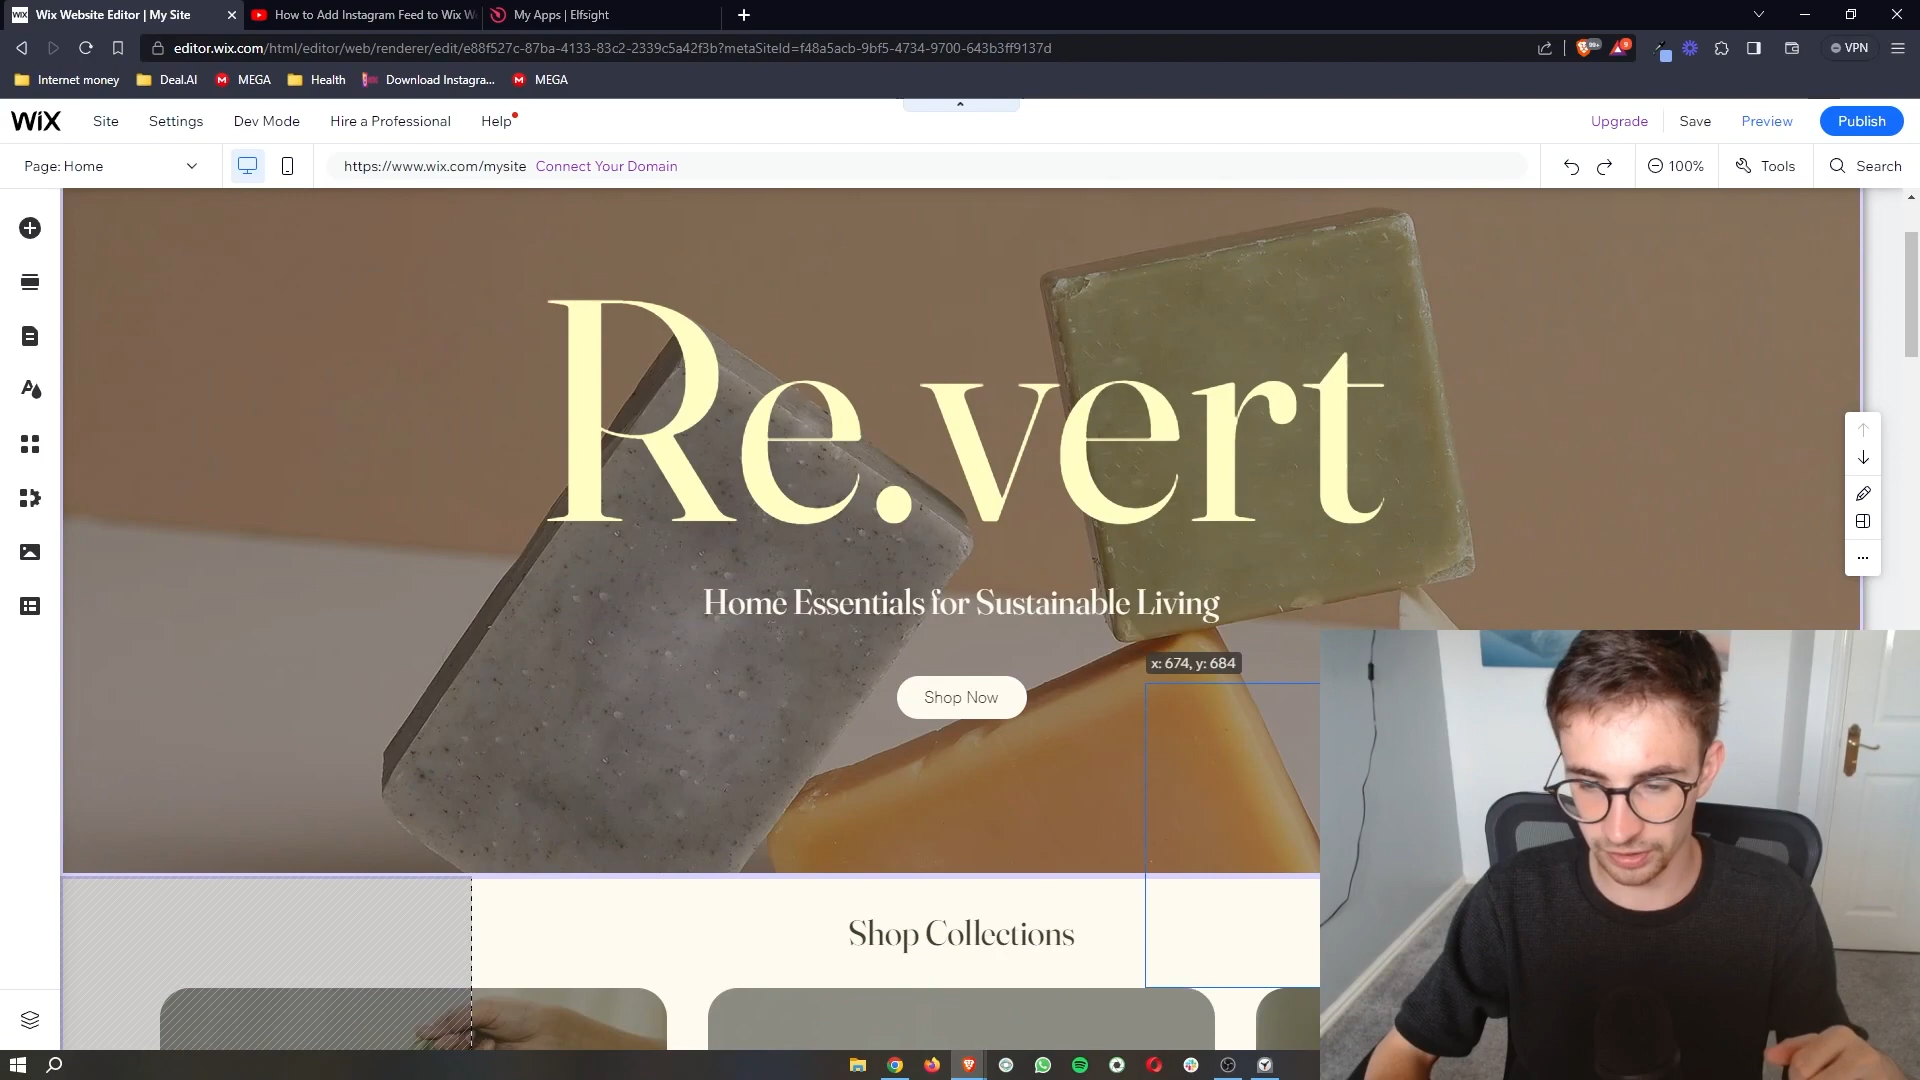 Wix Website Editor | My Site
How to Add Instagram Feed to Wix W
My Apps | Elfsight
editor.wix.com/html/editor/web/renderer/edit/e88f527c-87ba-4133-83c2-2339c5a42f3b?metaSiteId=f48a5acb-9bf5-4734-9700-643b3ff9137d
VPN
Internet money
Deal.AI
MEGA
Health
Download Instagra...
MEGA
WIX
Site
Settings
Dev Mode
Hire a Professional
Help
Upgrade
Save
Preview
Publish
Page: Home
https://www.wix.com/mysite Connect Your Domain
100%
Tools
Search
Re.vert
Home Essentials for Sustainable Living
x: 674, y: 684
Shop Now
Shop Collections